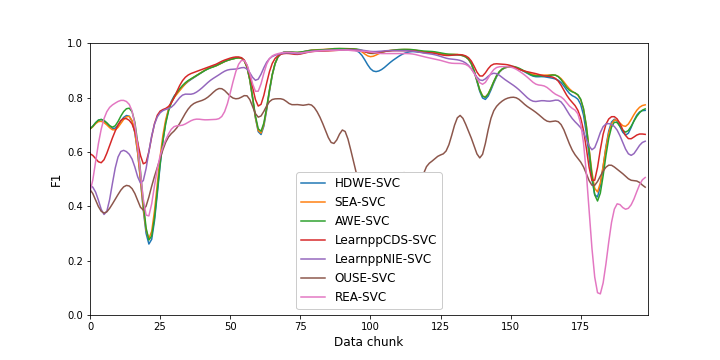 1.0
0.8
0.6
0.4
0.2
0.0
F1
HDWE-SVC
SEA-SVC
AWE-SVC
LearnppCDS-SVC
LearnppNIE-SVC
OUSE-SVC
REA-SVC
0 25 50 75 100 125 150 175
Data chunk